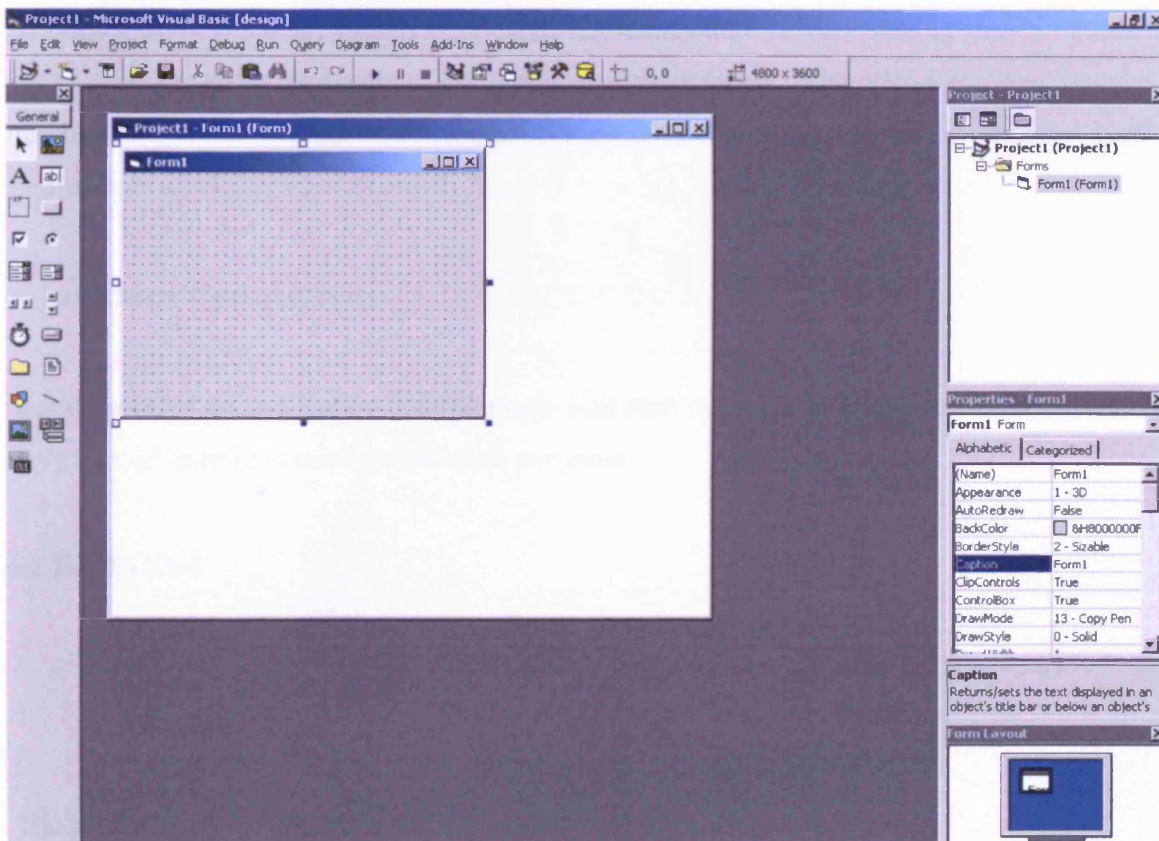 Project1 - Microsoft Visual Basic [design]
File Edit View Project Format Debug Run Query Diagram Tools Add-Ins Window Help
0, 0 4800 x 3600
General
A ab
OLE
Project1 - Form1 (Form)
Form1
Project - Project1
Project1 (Project1)
Forms
Form1 (Form1)
Properties - Form1
Form1 Form
Alphabetic Categorized
(Name) Form1
Appearance 1 - 3D
AutoRedraw False
BackColor &H8000000F
BorderStyle 2 - Sizable
Caption Form1
ClipControls True
ControlBox True
DrawMode 13 - Copy Pen
DrawStyle 0 - Solid
Caption
Returns/sets the text displayed in an
object's title bar or below an object's
Form Layout